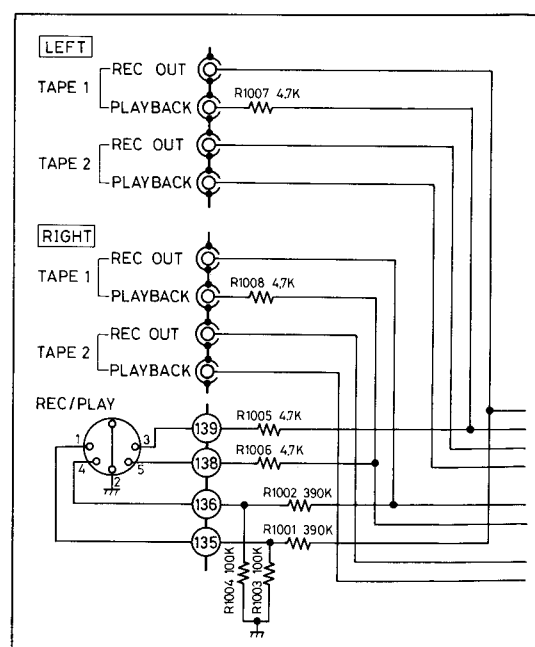 LEFT
TAPE 1
REC OUT
PLAYBACK
R1007 4.7K
TAPE 2
REC OUT
PLAYBACK
RIGHT
TAPE 1
REC OUT
PLAYBACK
R1008 4.7K
TAPE 2
REC OUT
PLAYBACK
REC/PLAY
1
3
4
5
2
139
R1005 4.7K
138
R1006 4.7K
136
R1002 390K
135
R1001 390K
R1004 100K
R1003 100K